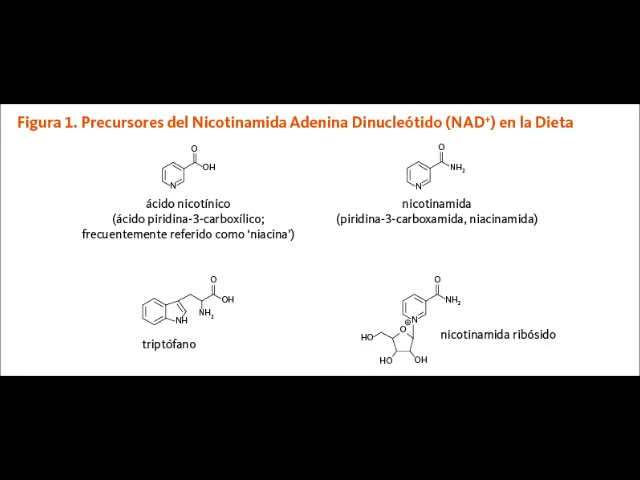 Figura 1. Precursores del Nicotinamida Adenina Dinucleótido (NAD⁺) en la Dieta
O
OH
N
ácido nicotínico
(ácido piridina-3-carboxílico;
frecuentemente referido como ‘niacina’)
O
NH₂
N
nicotinamida
(piridina-3-carboxamida, niacinamida)
O
OH
NH₂
NH
triptófano
O
NH₂
N
⊕
O
HO
HO
OH
nicotinamida ribósido